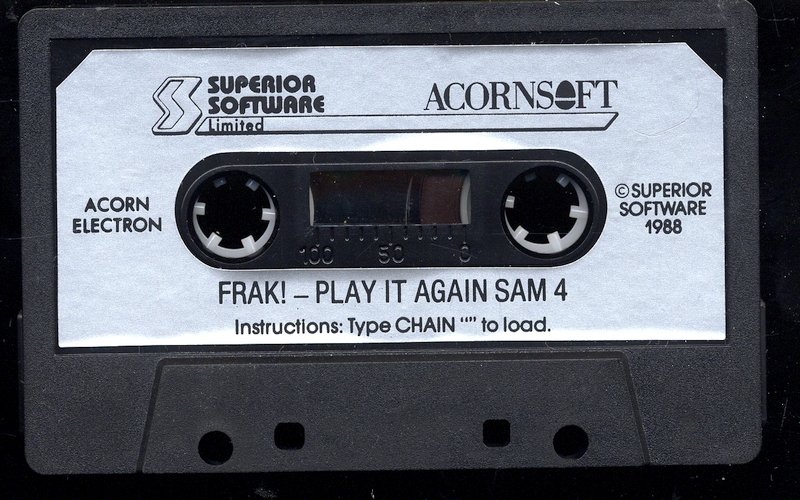 SUPERIOR
SOFTWARE
Limited
ACORNSOFT
ACORN
ELECTRON
©SUPERIOR
SOFTWARE
1988
100 50 0
FRAK! – PLAY IT AGAIN SAM 4
Instructions: Type CHAIN “” to load.